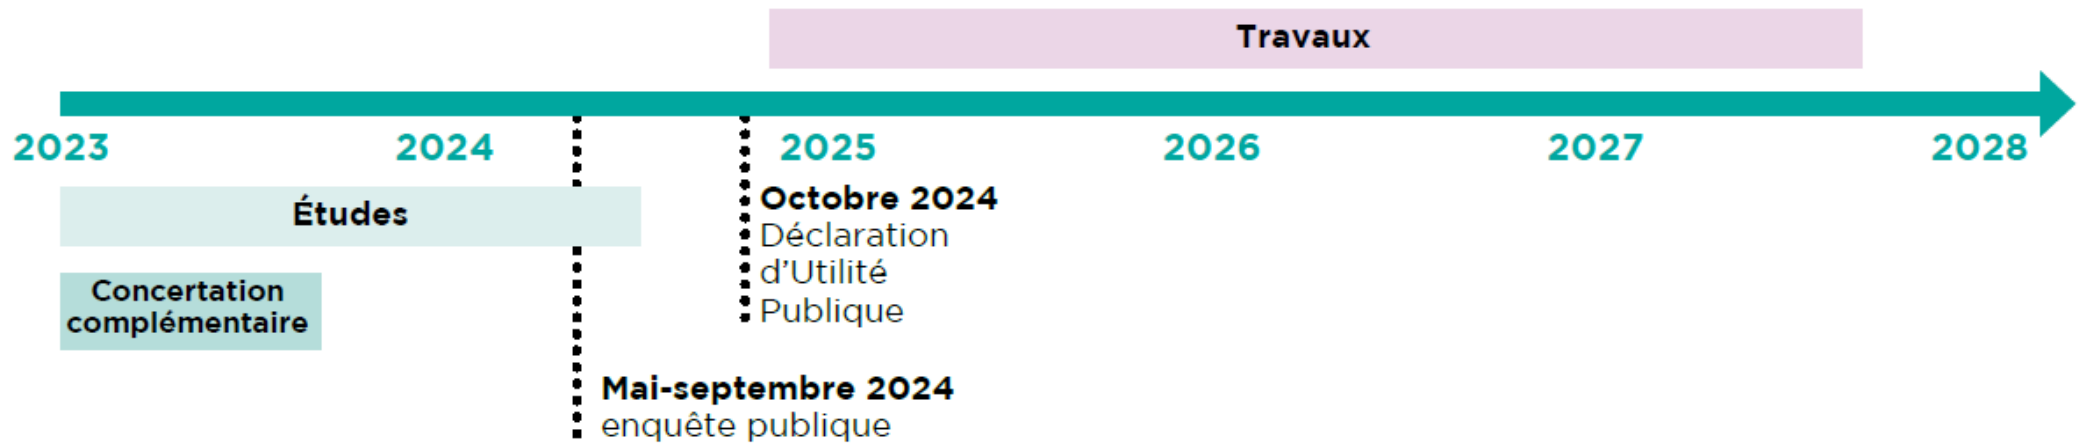 Travaux
2023 2024 2025 2026 2027 2028
Études
Concertation
complémentaire
Octobre 2024
Déclaration
d'Utilité
Publique
Mai-septembre 2024
enquête publique